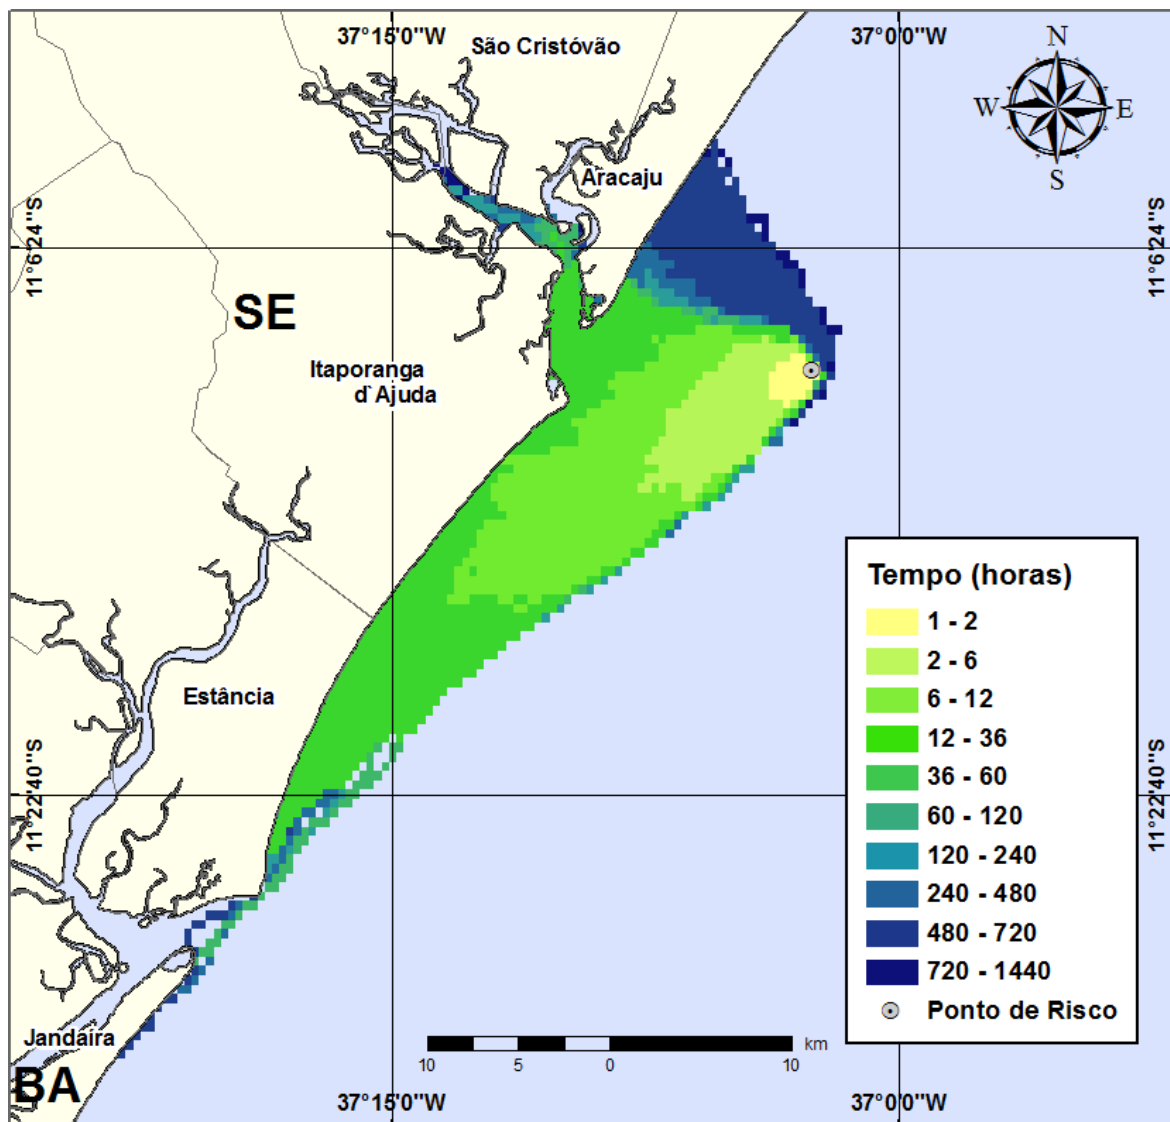 37°15'0"W
37°0'0"W
São Cristóvão
N
W
E
S
Aracaju
11°6'24"S
11°6'24"S
SE
Itaporanga
d`Ajuda
Tempo (horas)
1 - 2
2 - 6
6 - 12
12 - 36
36 - 60
60 - 120
120 - 240
240 - 480
480 - 720
720 - 1440
Ponto de Risco
Estância
11°22'40"S
11°22'40"S
Jandaíra
BA
km
10
5
0
10
37°15'0"W
37°0'0"W